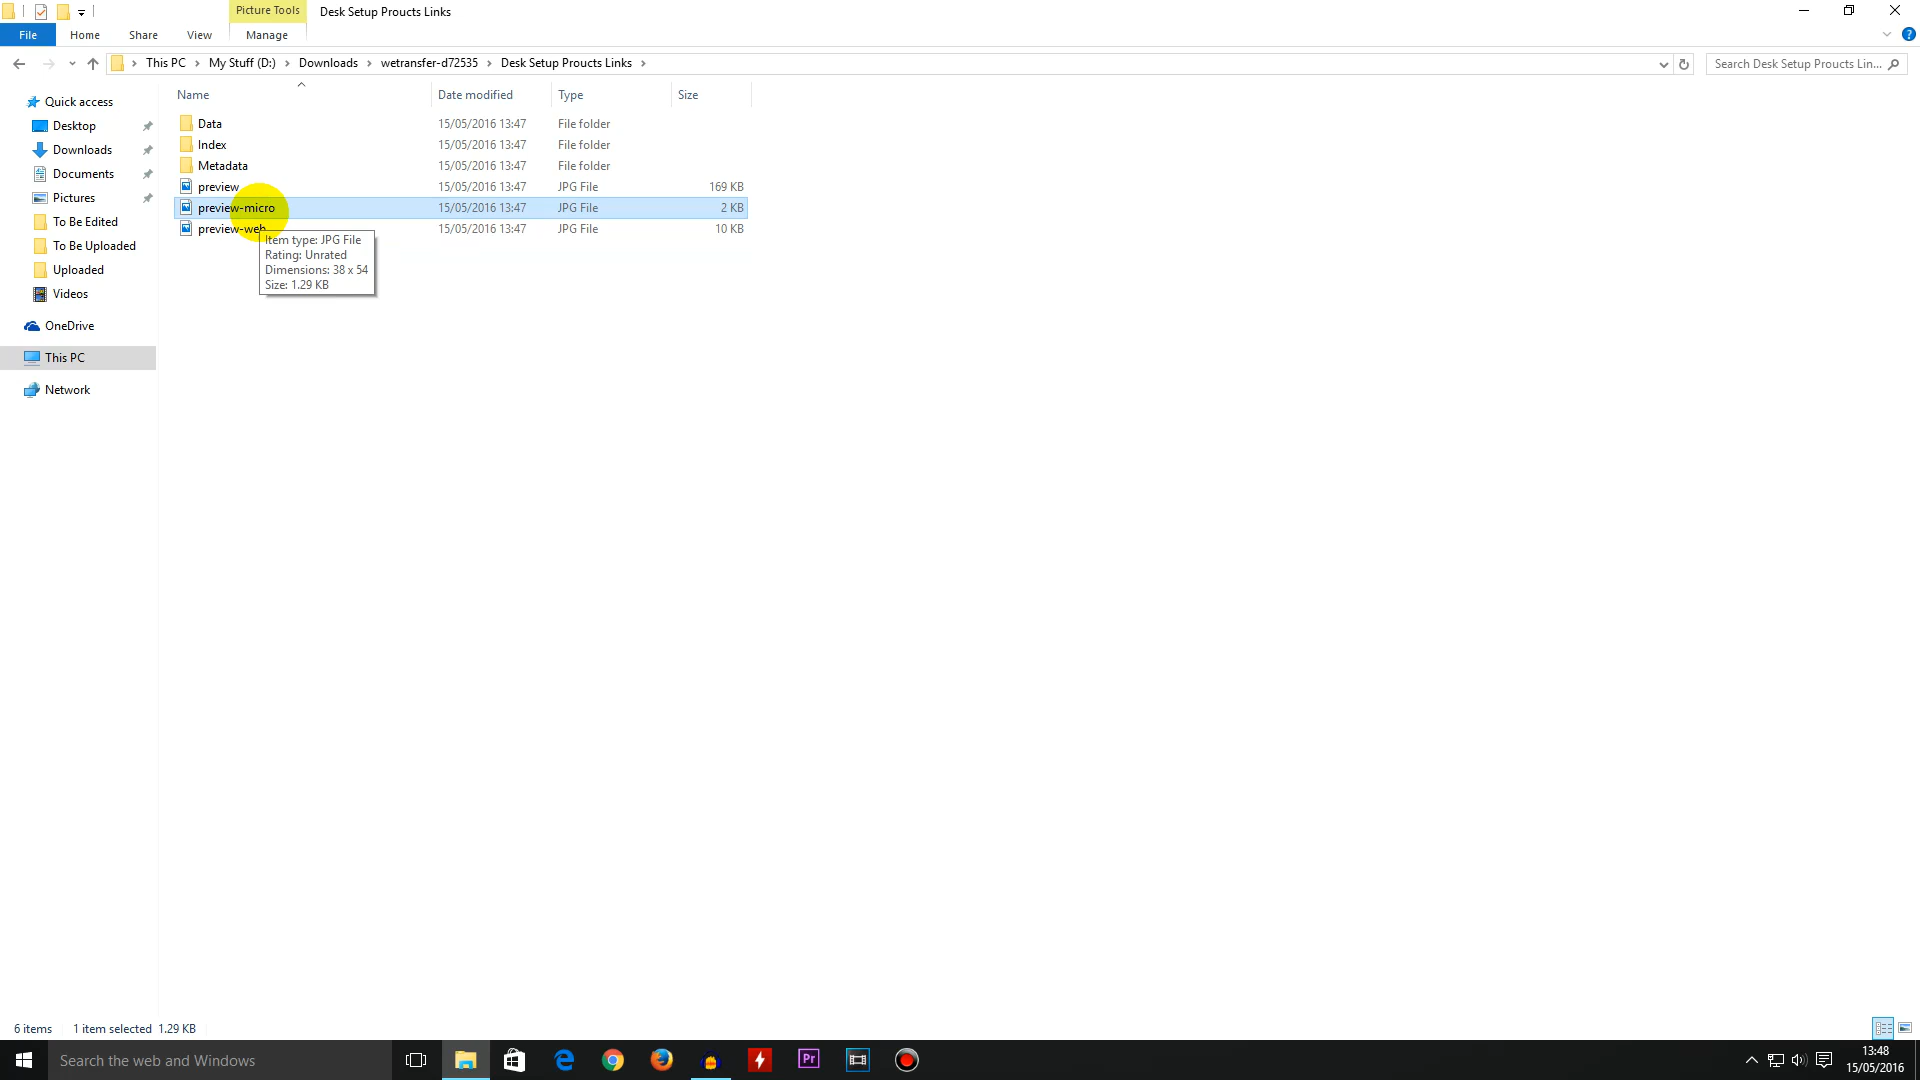 Picture Tools
Desk Setup Proucts Links
File
Home
Share
View
Manage
This PC
My Stuff (D:)
Downloads
wetransfer-d72535
Desk Setup Proucts Links
Search Desk Setup Proucts Lin...
Name
Date modified
Type
Size
Quick access
Desktop
Downloads
Documents
Pictures
To Be Edited
To Be Uploaded
Uploaded
Videos
OneDrive
This PC
Network
Data 15/05/2016 13:47 File folder
Index 15/05/2016 13:47 File folder
Metadata 15/05/2016 13:47 File folder
preview 15/05/2016 13:47 JPG File 169 KB
preview-micro 15/05/2016 13:47 JPG File 2 KB
preview-web 15/05/2016 13:47 JPG File 10 KB
Item type: JPG File
Rating: Unrated
Dimensions: 38 x 54
Size: 1.29 KB
6 items 1 item selected 1.29 KB
Search the web and Windows
Pr
13:48
15/05/2016